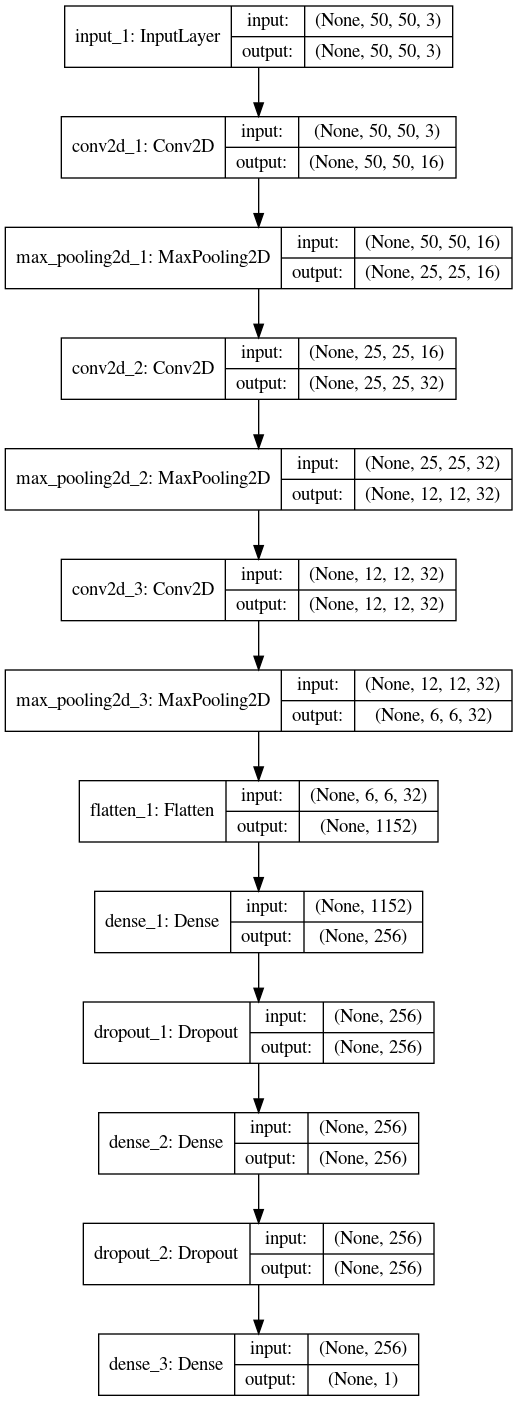 input_1: InputLayer
input: (None, 50, 50, 3)
output: (None, 50, 50, 3)
conv2d_1: Conv2D
input: (None, 50, 50, 3)
output: (None, 50, 50, 16)
max_pooling2d_1: MaxPooling2D
input: (None, 50, 50, 16)
output: (None, 25, 25, 16)
conv2d_2: Conv2D
input: (None, 25, 25, 16)
output: (None, 25, 25, 32)
max_pooling2d_2: MaxPooling2D
input: (None, 25, 25, 32)
output: (None, 12, 12, 32)
conv2d_3: Conv2D
input: (None, 12, 12, 32)
output: (None, 12, 12, 32)
max_pooling2d_3: MaxPooling2D
input: (None, 12, 12, 32)
output: (None, 6, 6, 32)
flatten_1: Flatten
input: (None, 6, 6, 32)
output: (None, 1152)
dense_1: Dense
input: (None, 1152)
output: (None, 256)
dropout_1: Dropout
input: (None, 256)
output: (None, 256)
dense_2: Dense
input: (None, 256)
output: (None, 256)
dropout_2: Dropout
input: (None, 256)
output: (None, 256)
dense_3: Dense
input: (None, 256)
output: (None, 1)